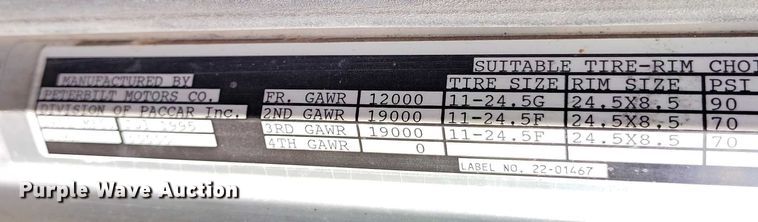 SUITABLE TIRE-RIM CHOI
MANUFACTURED BY TIRE SIZE RIM SIZE PSI
PETERBILT MOTORS CO. FR. GAWR 12000 11-24.5G 24.5X8.5 90
DIVISION OF PACCAR Inc. 2ND GAWR 19000 11-24.5F 24.5X8.5 70
1995 3RD GAWR 19000 11-24.5F 24.5X8.5 70
4TH GAWR 0
LABEL NO. 22-01467
Purple Wave Auction